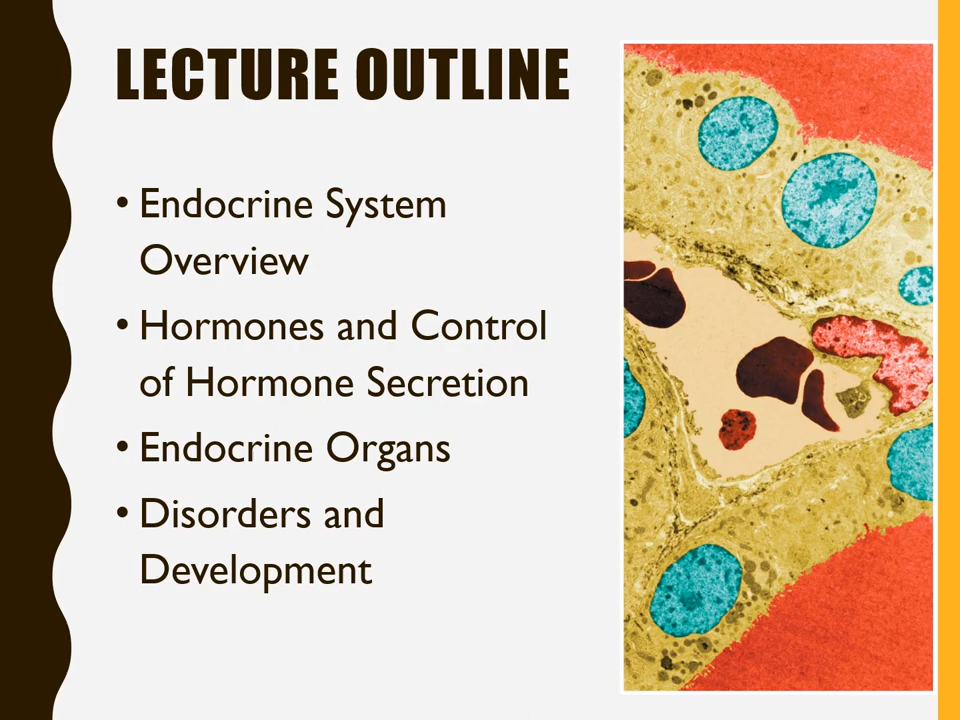 LECTURE OUTLINE
• Endocrine System
Overview
• Hormones and Control
of Hormone Secretion
• Endocrine Organs
• Disorders and
Development